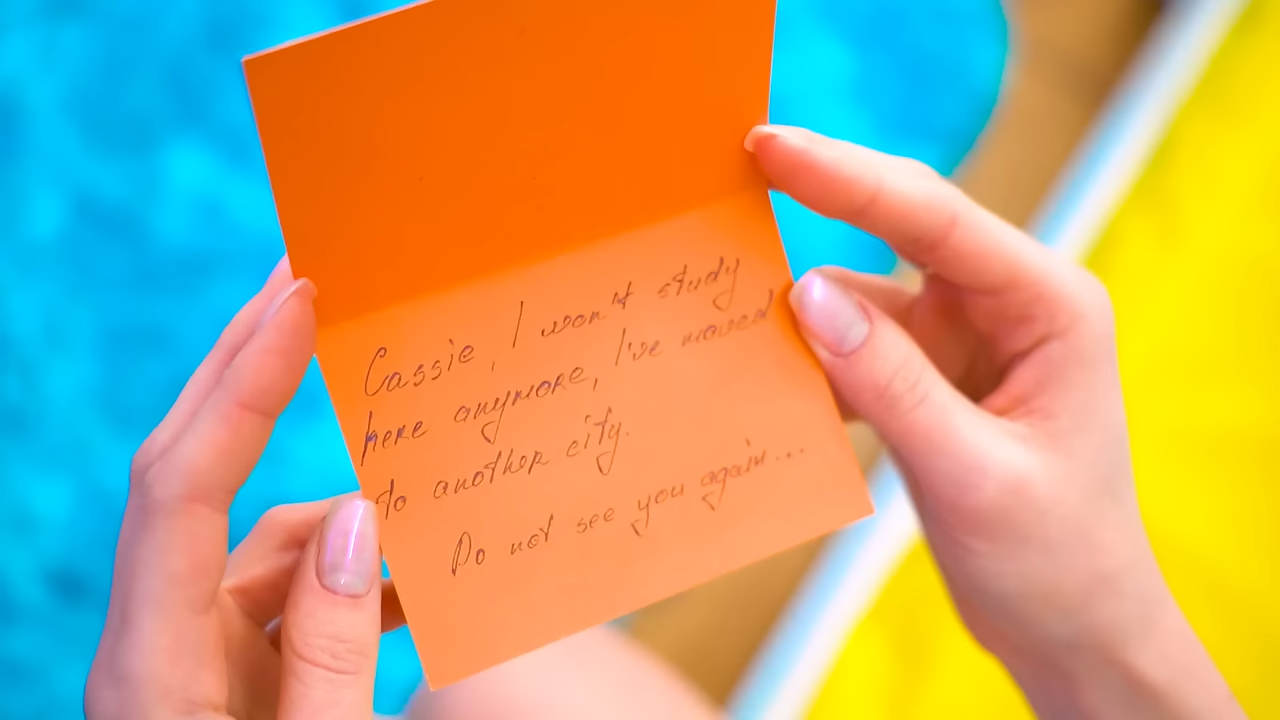 Cassie, I won't study
here anymore, I've moved
to another city.
Do not see you again...